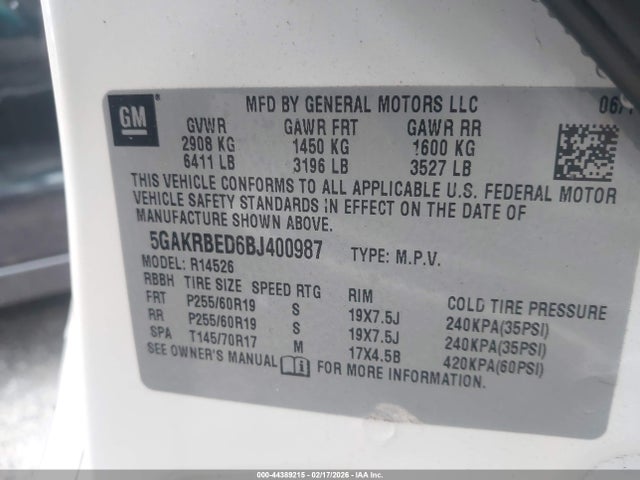 GM
MFD BY GENERAL MOTORS LLC 06/
GVWR GAWR FRT GAWR RR
2908 KG 1450 KG 1600 KG
6411 LB 3196 LB 3527 LB
THIS VEHICLE CONFORMS TO ALL APPLICABLE U.S. FEDERAL MOTOR
VEHICLE SAFETY STANDARDS IN EFFECT ON THE DATE OF
MANUFACTURE SHOWN ABOVE.
5GAKRBED6BJ400987 TYPE: M.P.V.
MODEL: R14526
RBBH TIRE SIZE SPEED RTG RIM COLD TIRE PRESSURE
FRT P255/60R19 S 19X7.5J 240KPA(35PSI)
RR P255/60R19 S 19X7.5J 240KPA(35PSI)
SPA T145/70R17 M 17X4.5B 420KPA(60PSI)
SEE OWNER'S MANUAL i FOR MORE INFORMATION.
000-44389215 - 02/17/2026 - IAA, Inc.